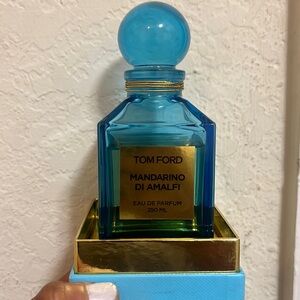 TOM FORD
MANDARINO
DI AMALFI
EAU DE PARFUM
250 ML